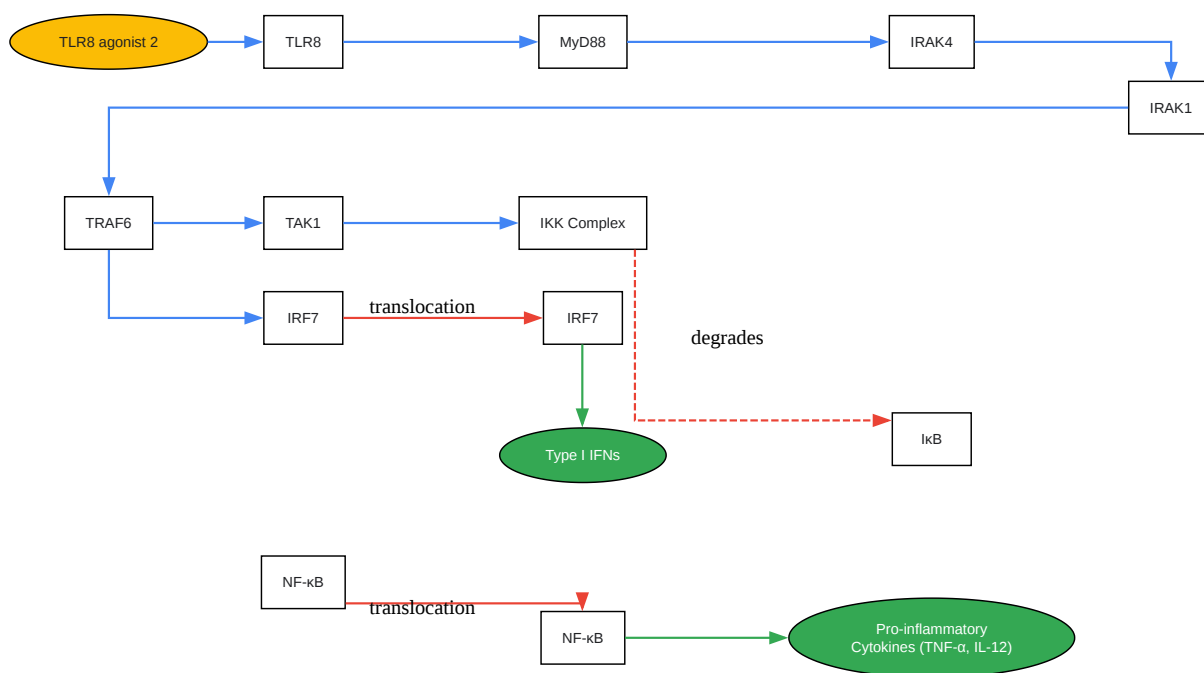 TLR8 agonist 2
TLR8
MyD88
IRAK4
IRAK1
TRAF6
TAK1
IKK Complex
IRF7
translocation
IRF7
degrades
IκB
Type I IFNs
NF-κB
translocation
NF-κB
Pro-inflammatory
Cytokines (TNF-α, IL-12)